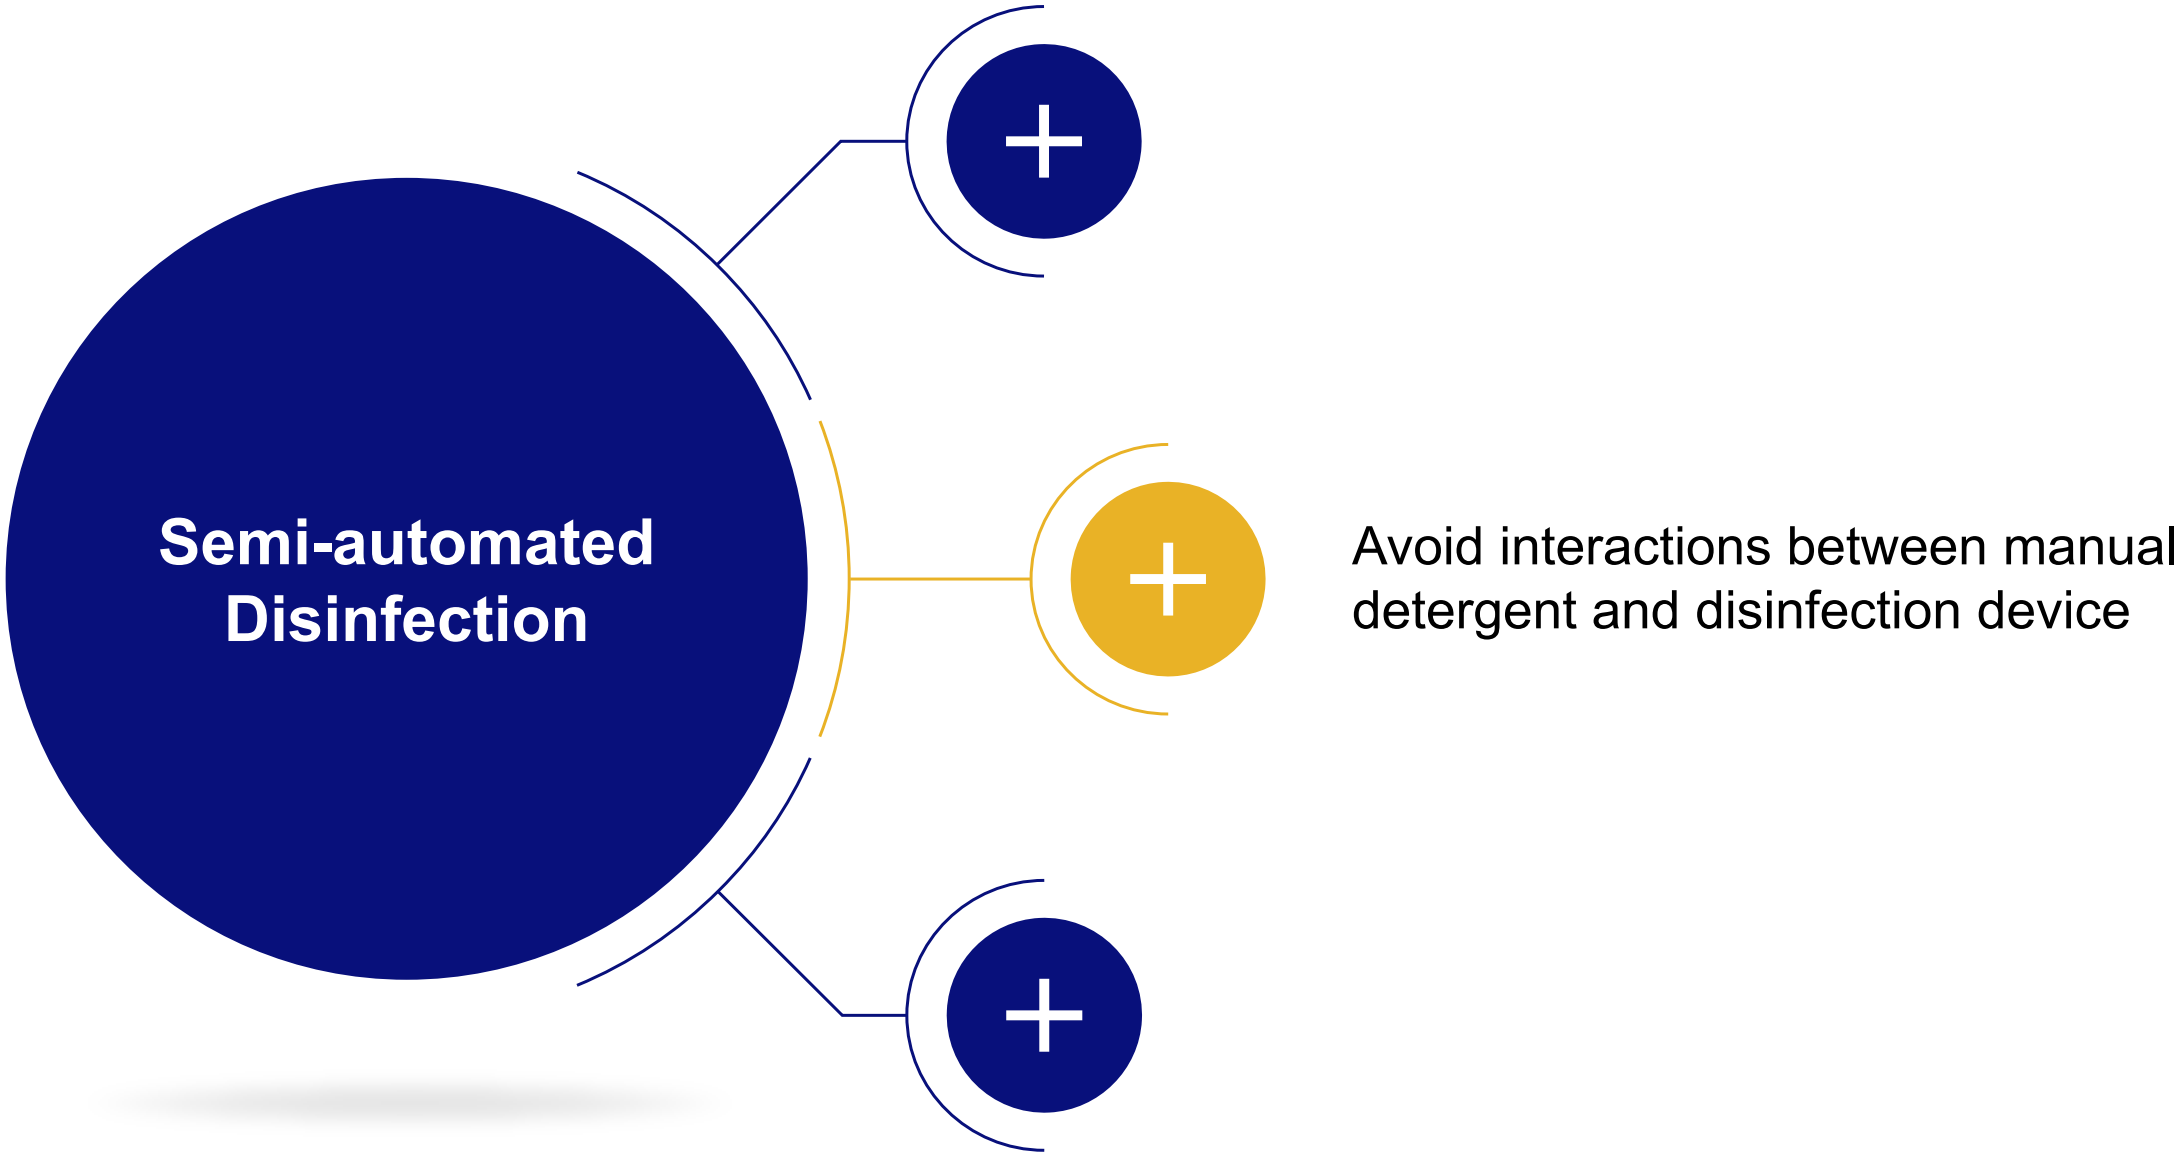 Semi-automated
Disinfection
Avoid interactions between manual
detergent and disinfection device